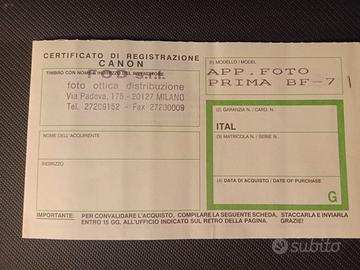 CERTIFICATO DI REGISTRAZIONE
CANON
TIMBRO CON NOME E INDIRIZZO DEL RIVENDITORE
FOD s.r.l.
foto ottica distribuzione
Via Padova, 175 - 20127 MILANO
Tel. 27209152 - Fax 27200009
(1) MODELLO / MODEL
APP.FOTO
PRIMA BF-7
(2) GARANZIA N. / CARD. N.
ITAL
(3) MATRICOLA N. / SERIE N.
NOME DELL'ACQUIRENTE
INDIRIZZO
(4) DATA DI ACQUISTO / DATE OF PURCHASE
G
IMPORTANTE: PER CONVALIDARE L'ACQUISTO, COMPILARE LA SEGUENTE SCHEDA, STACCARLA E INVIARLA
ENTRO 15 GG. ALL'UFFICIO INDICATO SUL RETRO DELLA PAGINA. GRAZIE!
subito